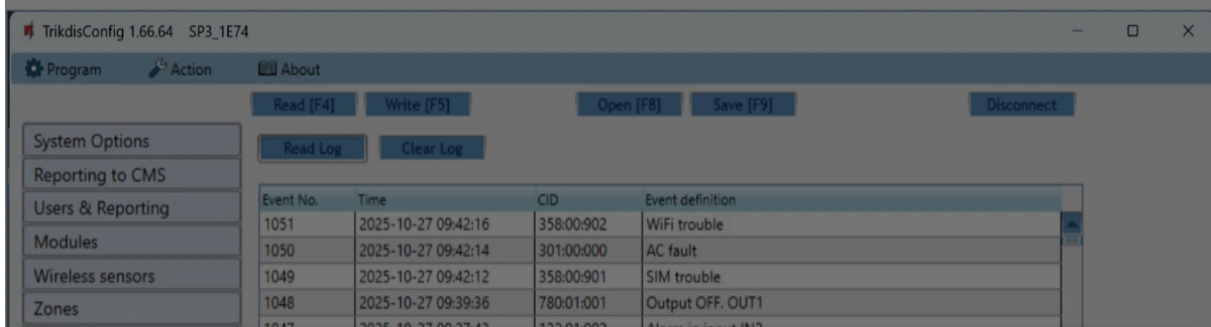 TrikdisConfig 1.66.64 SP3_1E74
Program Action About
Read [F4] Write [F5] Open [F8] Save [F9] Disconnect
System Options
Read Log Clear Log
Reporting to CMS
Users & Reporting
Modules
Wireless sensors
Zones
Event No. Time CID Event definition
1051 2025-10-27 09:42:16 358:00:902 WiFi trouble
1050 2025-10-27 09:42:14 301:00:000 AC fault
1049 2025-10-27 09:42:12 358:00:901 SIM trouble
1048 2025-10-27 09:39:36 780:01:001 Output OFF. OUT1